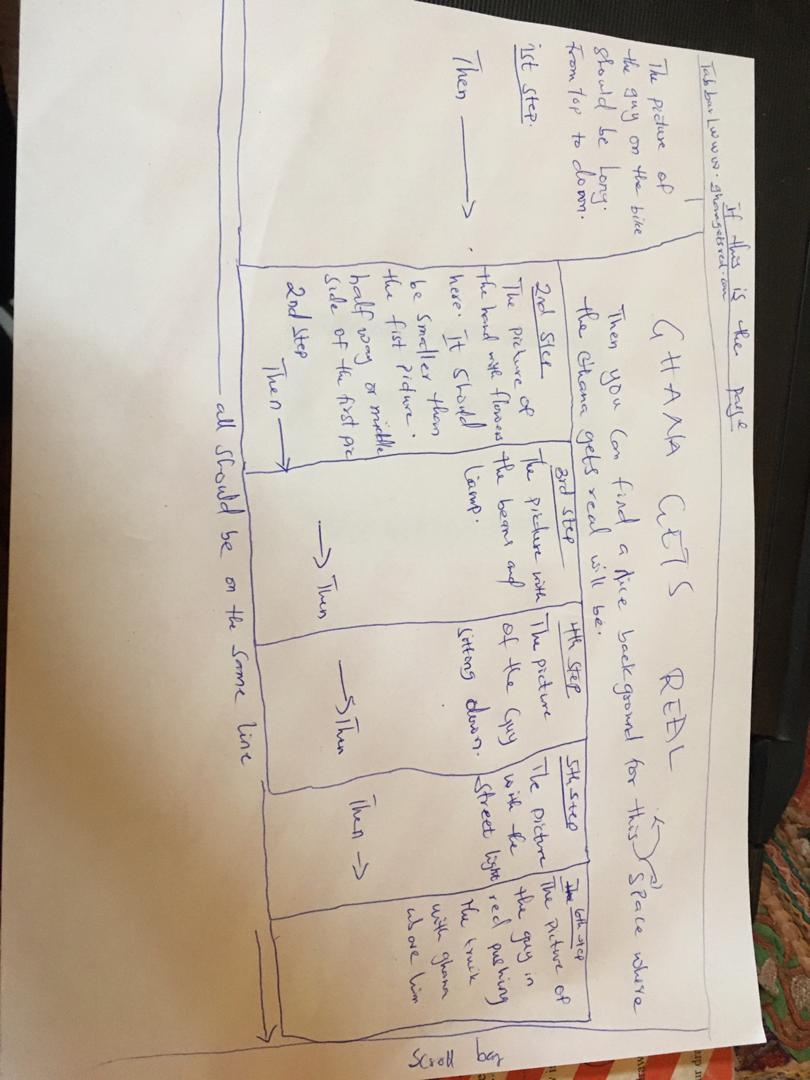 If this is the page
Tab bar L www.ghanagetsred.com
The picture of
the guy on the bike
should be Long.
From Top to down.
1st step.
Then
GHANA GETS REAL
Then you Can find a Nice background for this space where
the Ghana gets real will be.
2nd Step
The picture of
the hand with flowers
here. It should
be smaller than
the fist picture.
half way or middle
side of the first pic
2nd step
Then
3rd step
The picture with
the beans and
Lamp.
Then
4th step
The picture
of the Guy
sitting down.
Then
5th step
The picture
with the
street light
Then
6th step
The picture of
the guy in
red pushing
the truck
with ghana
above him
Scroll bar
all should be on the same line